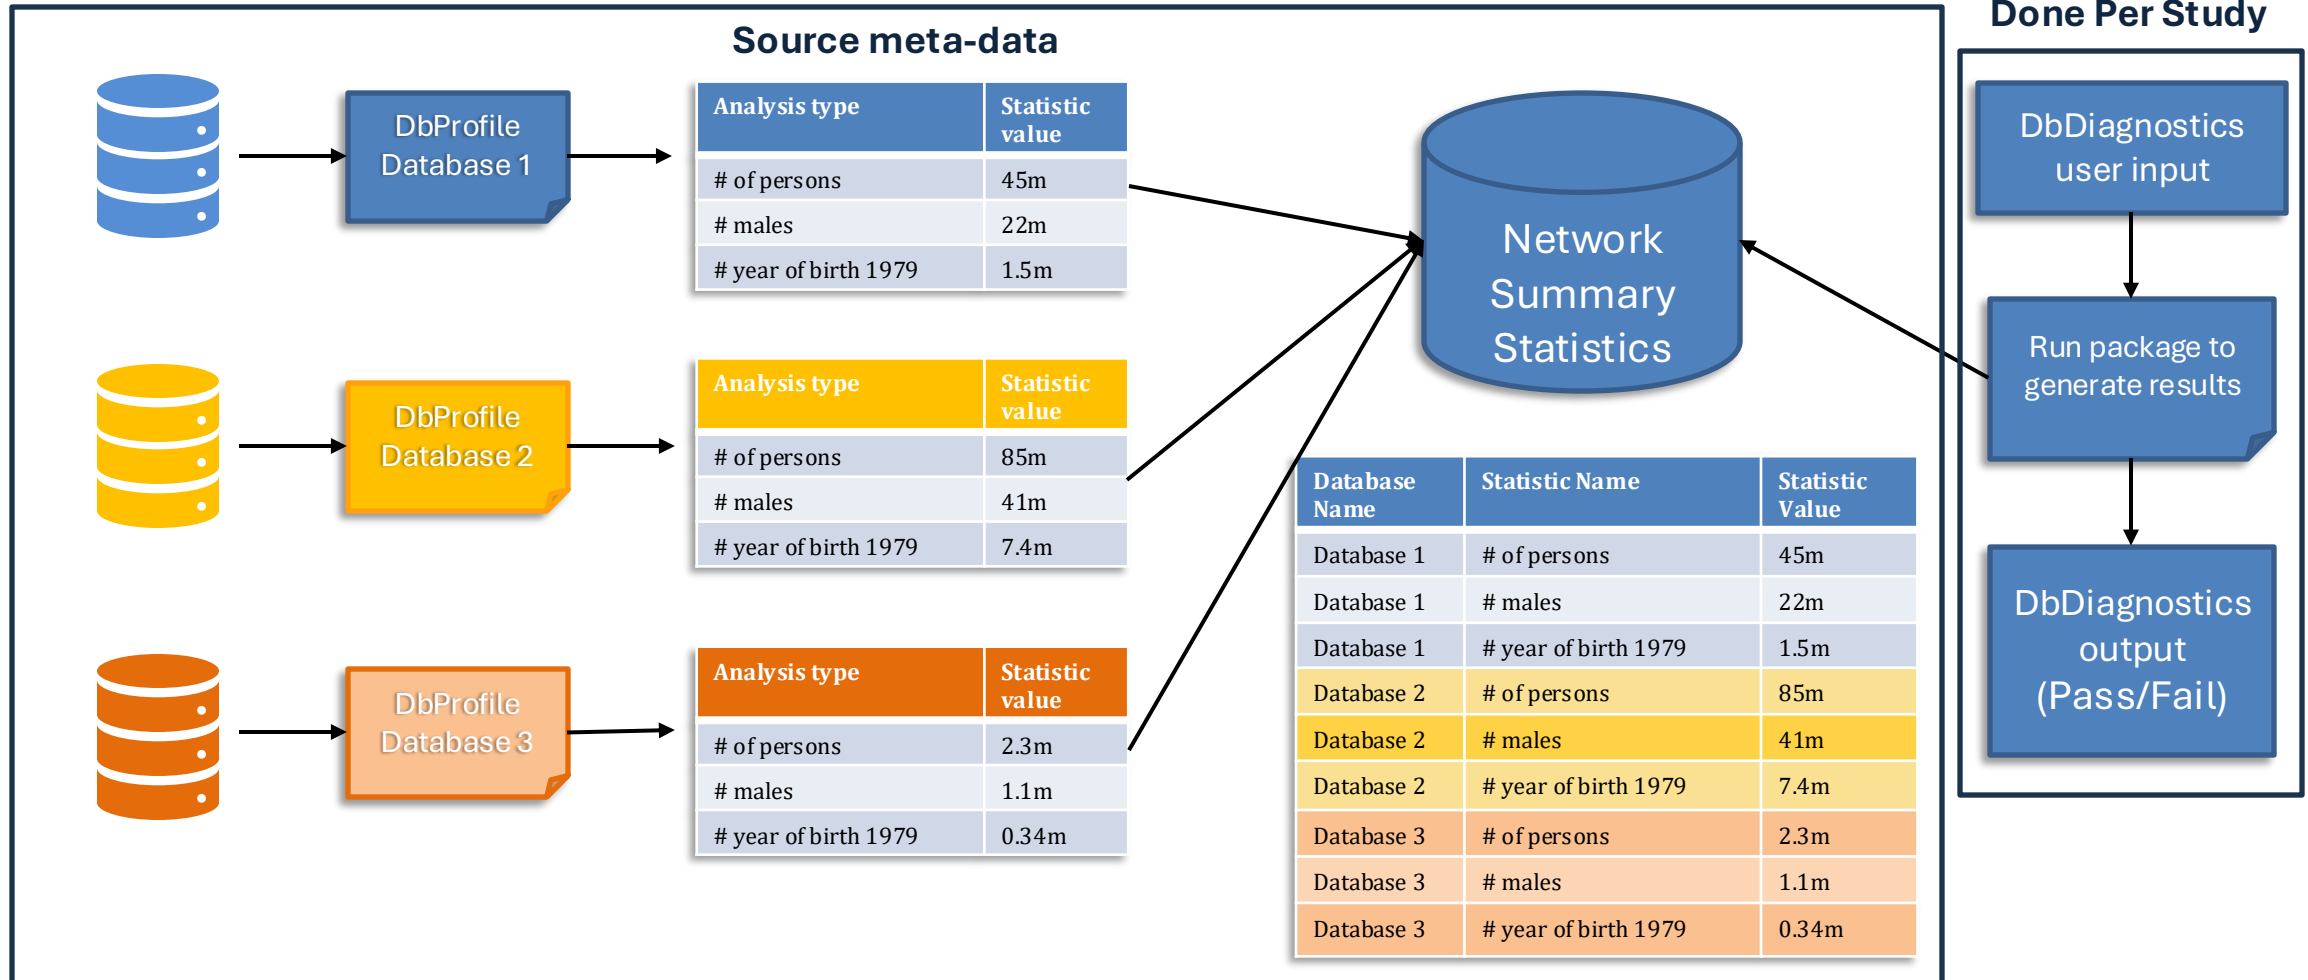 Source meta-data
Done Per Study
DbProfile
Database 1
Analysis type
Statistic
value
# of persons 45m
# males 22m
# year of birth 1979 1.5m
DbProfile
Database 2
Analysis type
Statistic
value
# of persons 85m
# males 41m
# year of birth 1979 7.4m
DbProfile
Database 3
Analysis type
Statistic
value
# of persons 2.3m
# males 1.1m
# year of birth 1979 0.34m
Network
Summary
Statistics
Database
Name
Statistic Name
Statistic
Value
Database 1 # of persons 45m
Database 1 # males 22m
Database 1 # year of birth 1979 1.5m
Database 2 # of persons 85m
Database 2 # males 41m
Database 2 # year of birth 1979 7.4m
Database 3 # of persons 2.3m
Database 3 # males 1.1m
Database 3 # year of birth 1979 0.34m
DbDiagnostics
user input
Run package to
generate results
DbDiagnostics
output
(Pass/Fail)